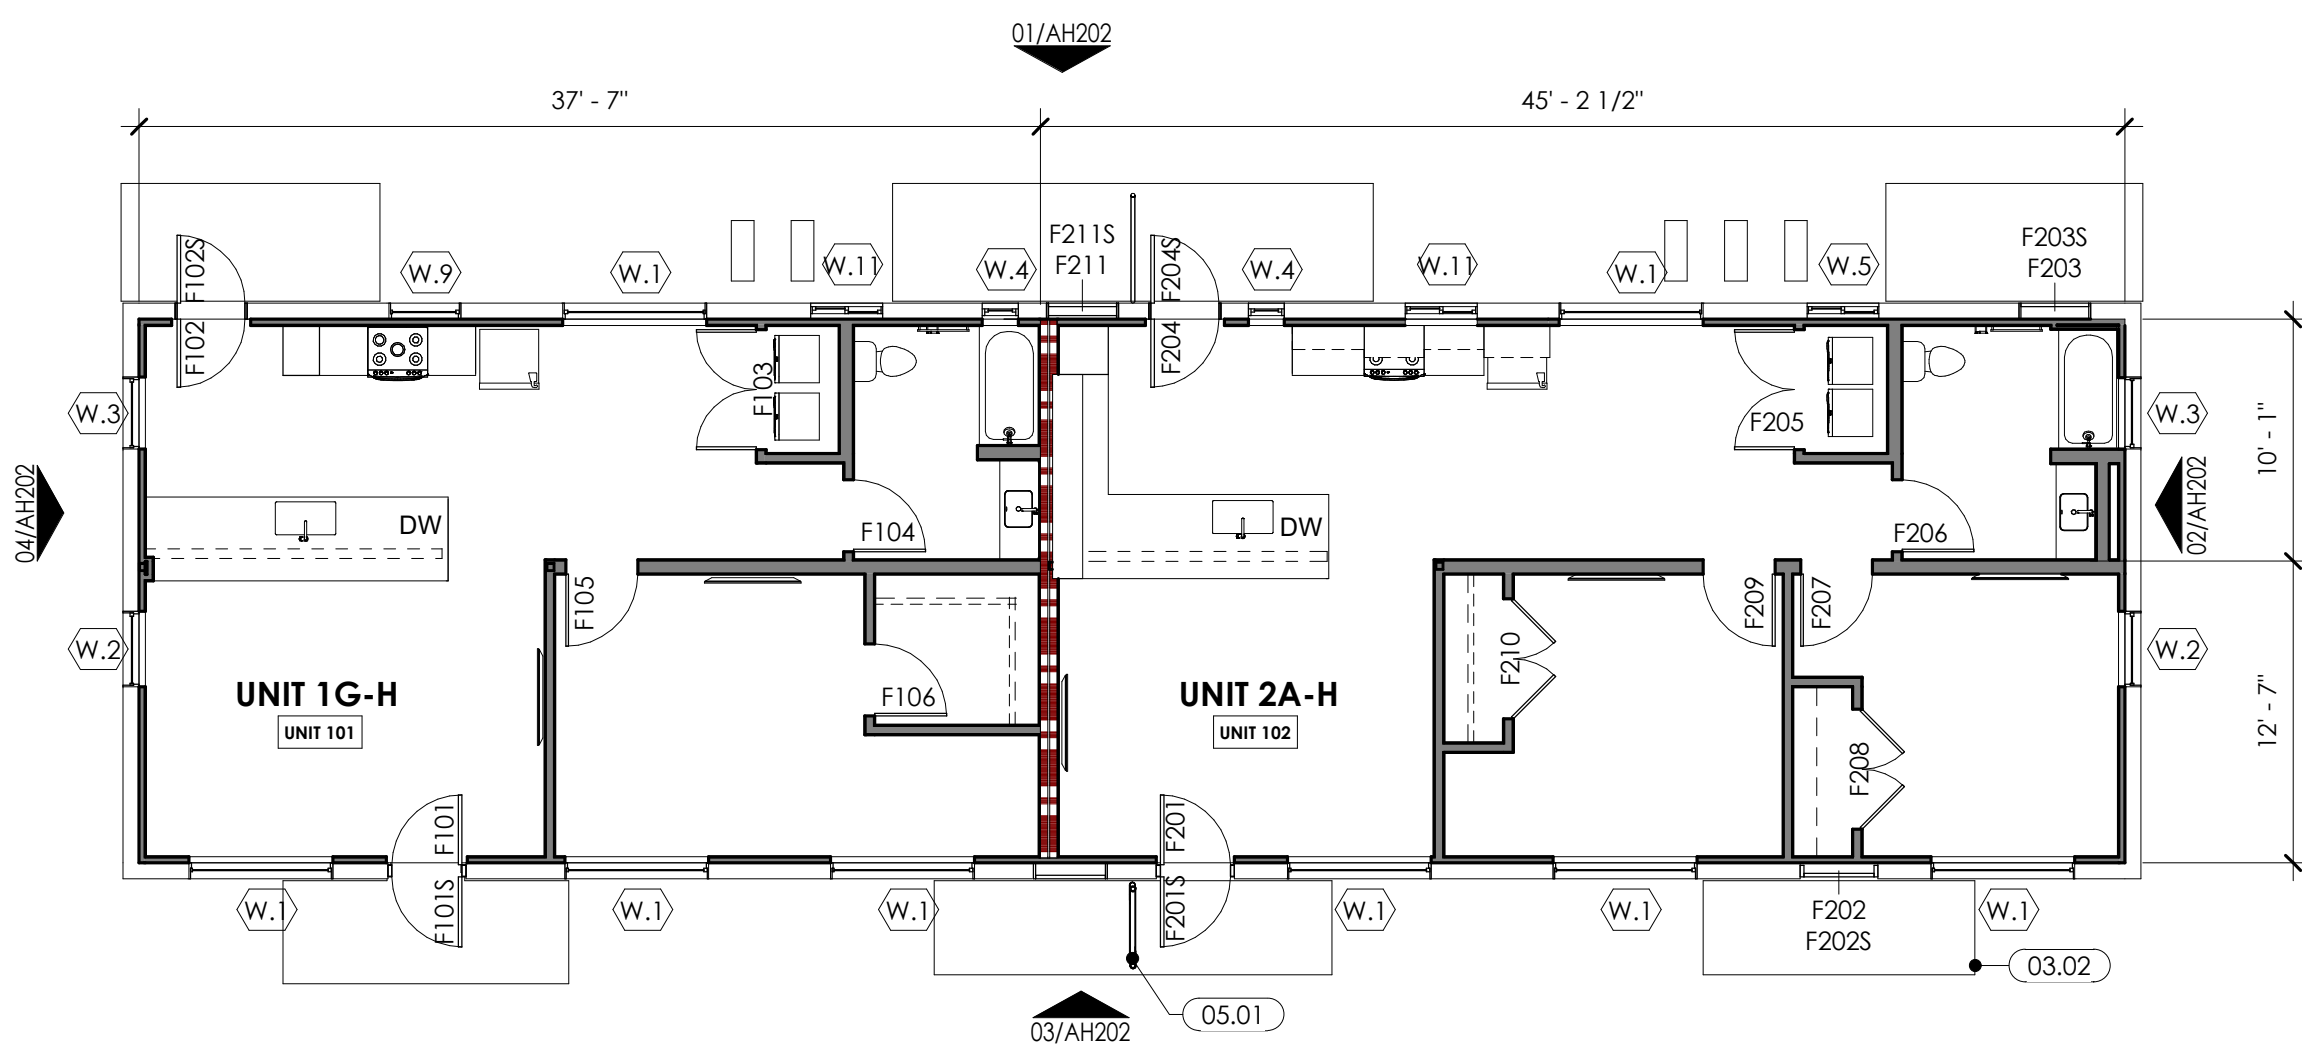 01/AH202
37' - 7"
45' - 2 1/2"
F102S
F102
W.9
W.1
W.11
W.4
F211S
F211
F204S
F204
W.4
W.11
W.1
W.5
F203S
F203
W.3
F103
F205
W.3
10' - 1"
04/AH202
DW
F104
DW
F206
02/AH202
W.2
F105
F106
F210
F209
F207
W.2
12' - 7"
UNIT 1G-H
UNIT 101
UNIT 2A-H
UNIT 102
F208
F101
F101S
F201
F201S
W.1
W.1
W.1
W.1
W.1
F202
F202S
W.1
03.02
05.01
03/AH202